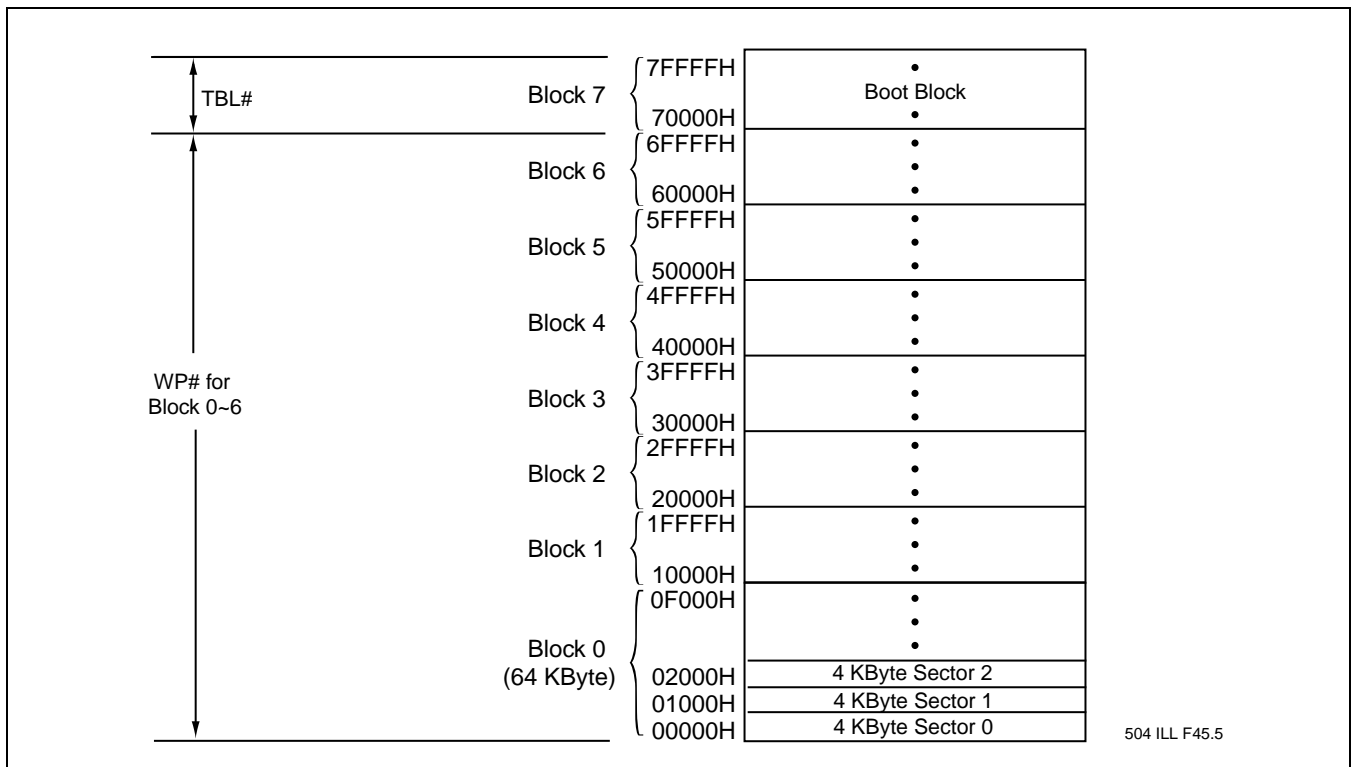 7FFFFH
TBL#
Block 7
Boot Block
70000H
6FFFFH
Block 6
60000H
5FFFFH
Block 5
50000H
4FFFFH
Block 4
40000H
WP# for
Block 0~6
3FFFFH
Block 3
30000H
2FFFFH
Block 2
20000H
1FFFFH
Block 1
10000H
0F000H
Block 0
(64 KByte)
02000H
4 KByte Sector 2
01000H
4 KByte Sector 1
00000H
4 KByte Sector 0
504 ILL F45.5